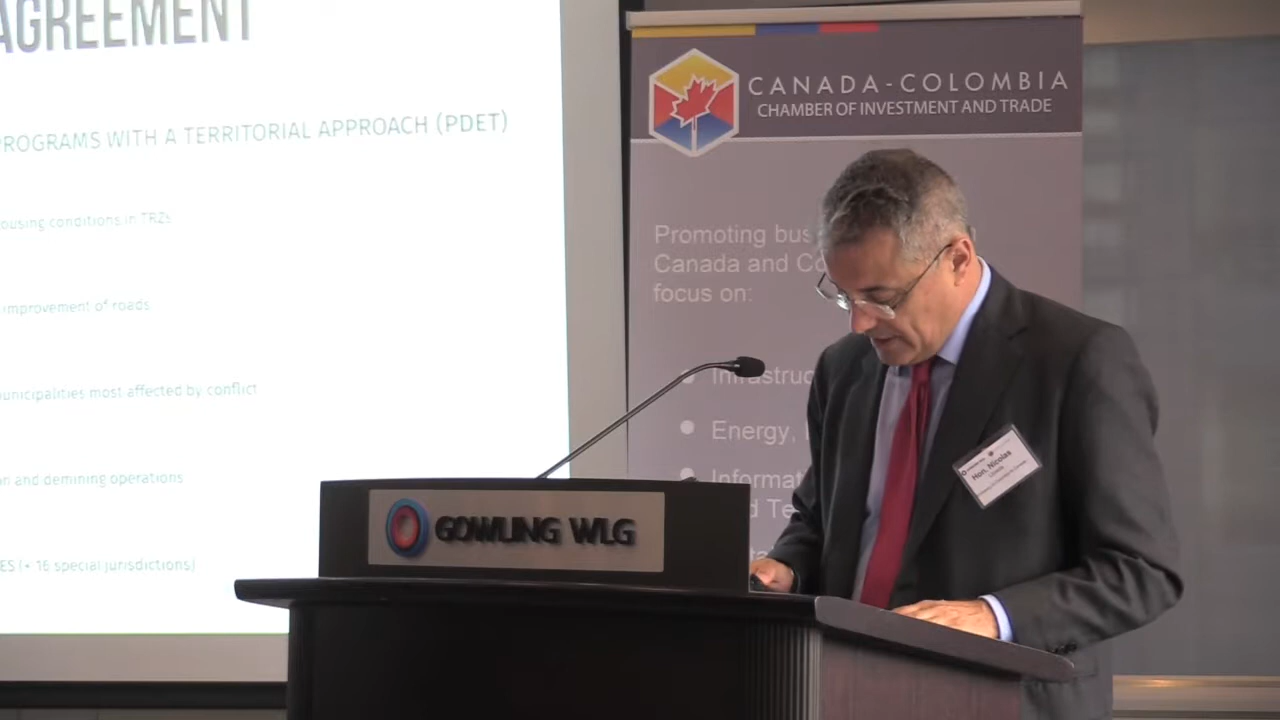 AGREEMENT
PROGRAMS WITH A TERRITORIAL APPROACH (PDET)
ousing conditions in TRZs
improvement of roads
unicipalities most affected by conflict
n and demining operations
ES (+ 16 special jurisdictions)
CANADA-COLOMBIA
CHAMBER OF INVESTMENT AND TRADE
Promoting bus
Canada and Co
focus on:
Infrastruc
Energy,
Informat
d Te
GOWLING WLG
Hon. Nicolas